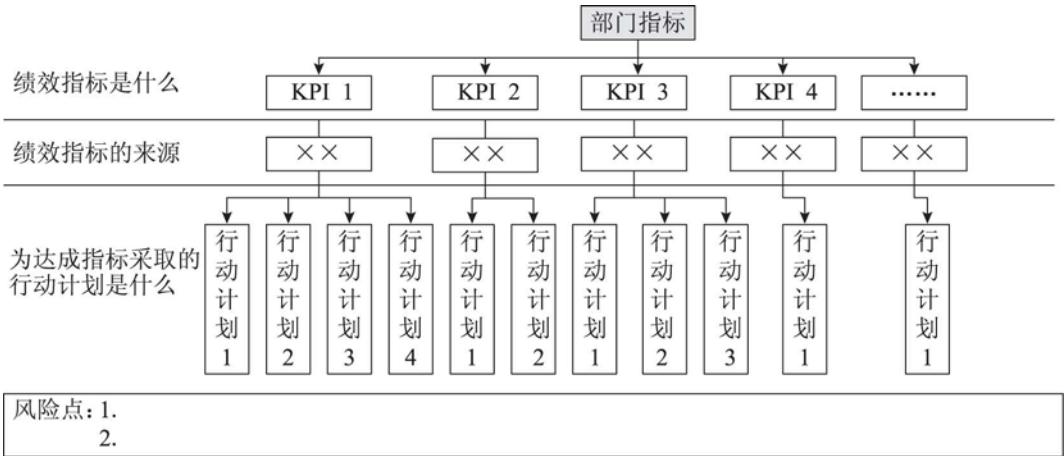 部门指标
绩效指标是什么
KPI 1
KPI 2
KPI 3
KPI 4
……
绩效指标的来源
××
××
××
××
××
为达成指标采取的
行动计划是什么
行动计划1
行动计划2
行动计划3
行动计划4
行动计划1
行动计划2
行动计划1
行动计划2
行动计划3
行动计划1
行动计划1
风险点：1.
2.